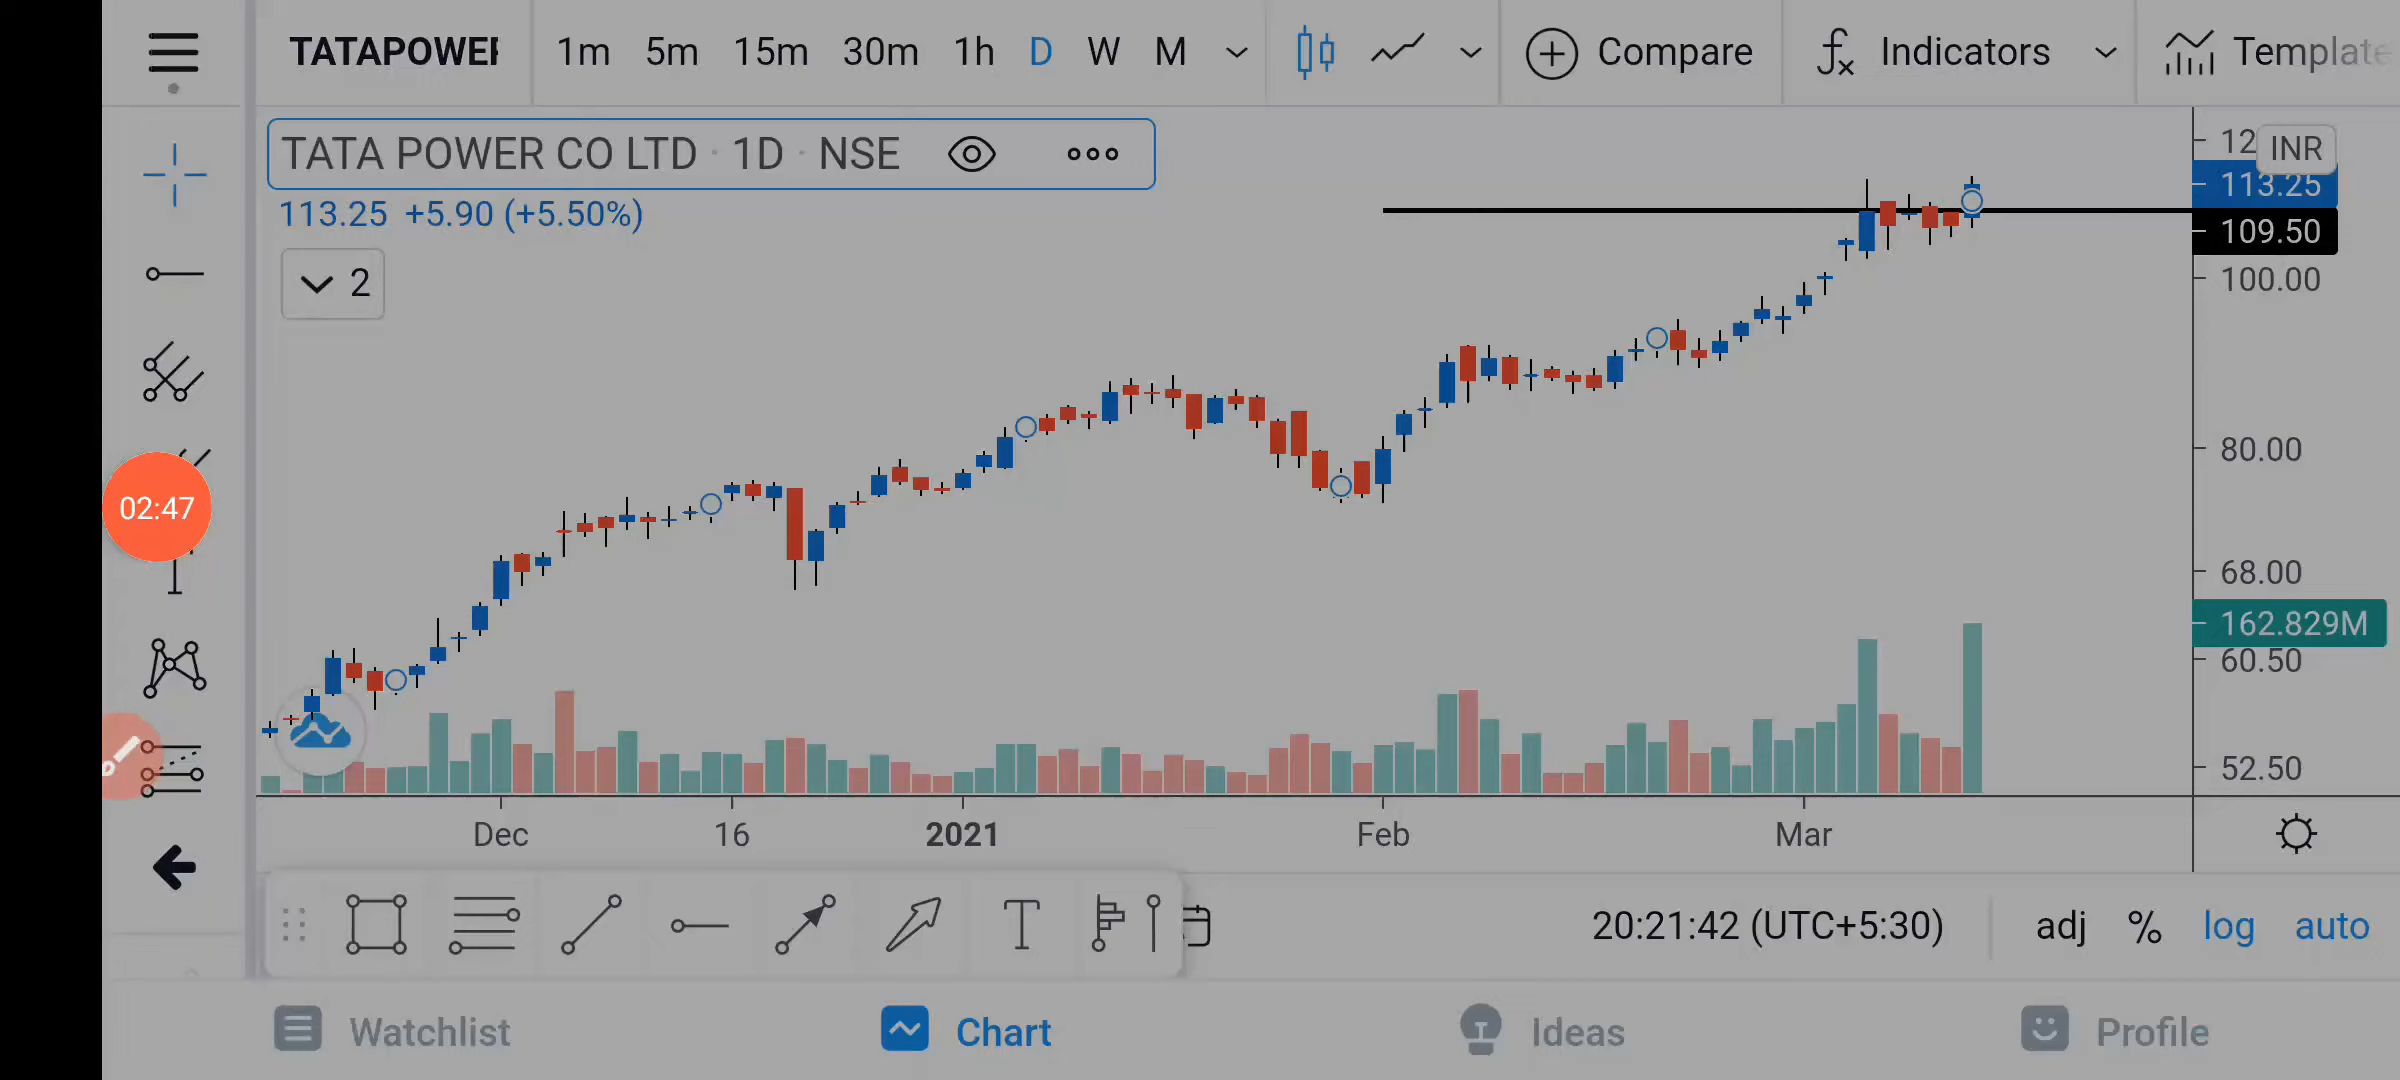 TATAPOWER 1m 5m 15m 30m 1h D W M Compare fx Indicators Template
TATA POWER CO LTD · 1D · NSE
INR
113.25 +5.90 (+5.50%)
113.25
109.50
2
100.00
80.00
02:47
68.00
162.829M
60.50
52.50
Dec 16 2021 Feb Mar
T
20:21:42 (UTC+5:30) adj % log auto
Watchlist Chart Ideas Profile